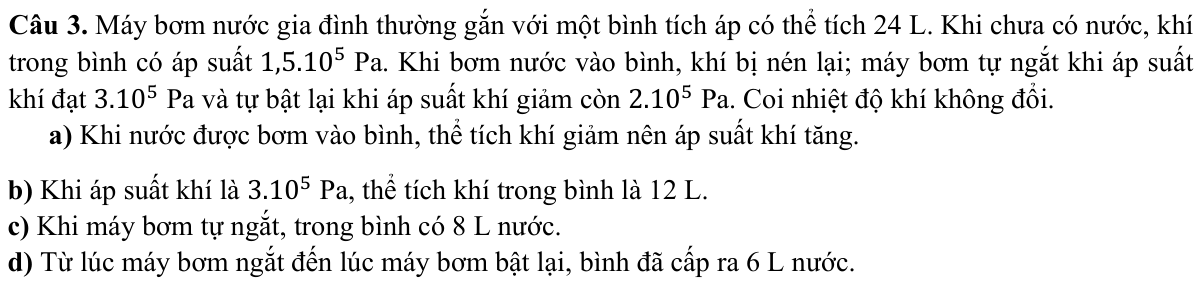 Câu 3. Máy bơm nước gia đình thường gắn với một bình tích áp có thể tích 24 L. Khi chưa có nước, khí
trong bình có áp suất 1,5.10⁵ Pa. Khi bơm nước vào bình, khí bị nén lại; máy bơm tự ngắt khi áp suất
khí đạt 3.10⁵ Pa và tự bật lại khi áp suất khí giảm còn 2.10⁵ Pa. Coi nhiệt độ khí không đổi.
a) Khi nước được bơm vào bình, thể tích khí giảm nên áp suất khí tăng.
b) Khi áp suất khí là 3.10⁵ Pa, thể tích khí trong bình là 12 L.
c) Khi máy bơm tự ngắt, trong bình có 8 L nước.
d) Từ lúc máy bơm ngắt đến lúc máy bơm bật lại, bình đã cấp ra 6 L nước.